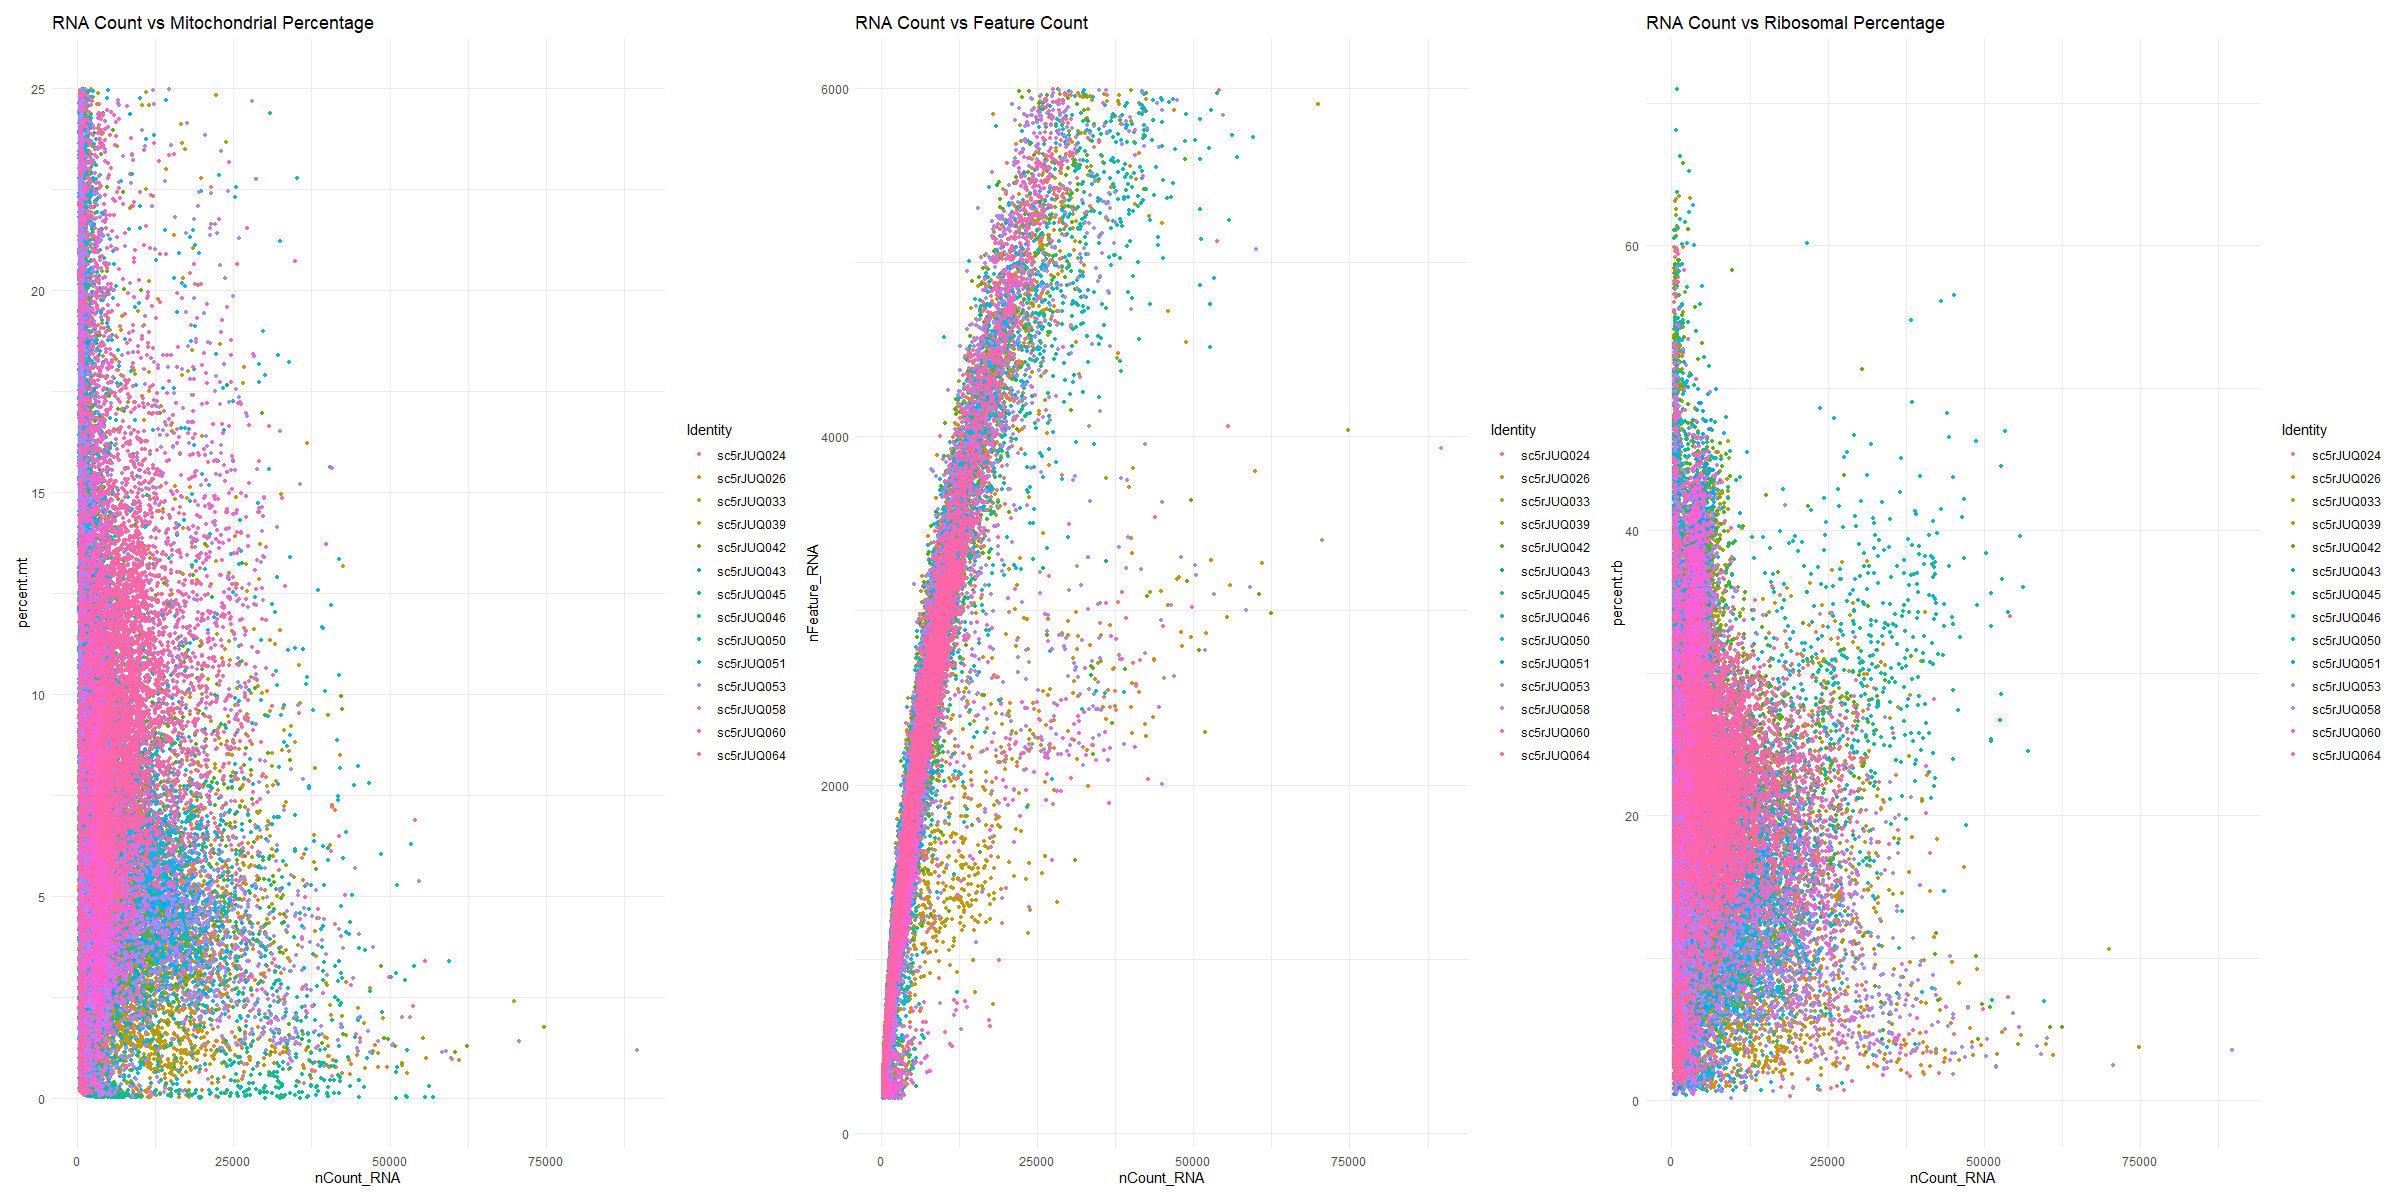 RNA Count vs Mitochondrial Percentage
percent.mt
25
20
15
10
5
0
0 25000 50000 75000
nCount_RNA
Identity
sc5rJUQ024
sc5rJUQ026
sc5rJUQ033
sc5rJUQ039
sc5rJUQ042
sc5rJUQ043
sc5rJUQ045
sc5rJUQ046
sc5rJUQ050
sc5rJUQ051
sc5rJUQ053
sc5rJUQ058
sc5rJUQ060
sc5rJUQ064
RNA Count vs Feature Count
nFeature_RNA
6000
4000
2000
0
0 25000 50000 75000
nCount_RNA
Identity
sc5rJUQ024
sc5rJUQ026
sc5rJUQ033
sc5rJUQ039
sc5rJUQ042
sc5rJUQ043
sc5rJUQ045
sc5rJUQ046
sc5rJUQ050
sc5rJUQ051
sc5rJUQ053
sc5rJUQ058
sc5rJUQ060
sc5rJUQ064
RNA Count vs Ribosomal Percentage
percent.rb
60
40
20
0
0 25000 50000 75000
nCount_RNA
Identity
sc5rJUQ024
sc5rJUQ026
sc5rJUQ033
sc5rJUQ039
sc5rJUQ042
sc5rJUQ043
sc5rJUQ045
sc5rJUQ046
sc5rJUQ050
sc5rJUQ051
sc5rJUQ053
sc5rJUQ058
sc5rJUQ060
sc5rJUQ064